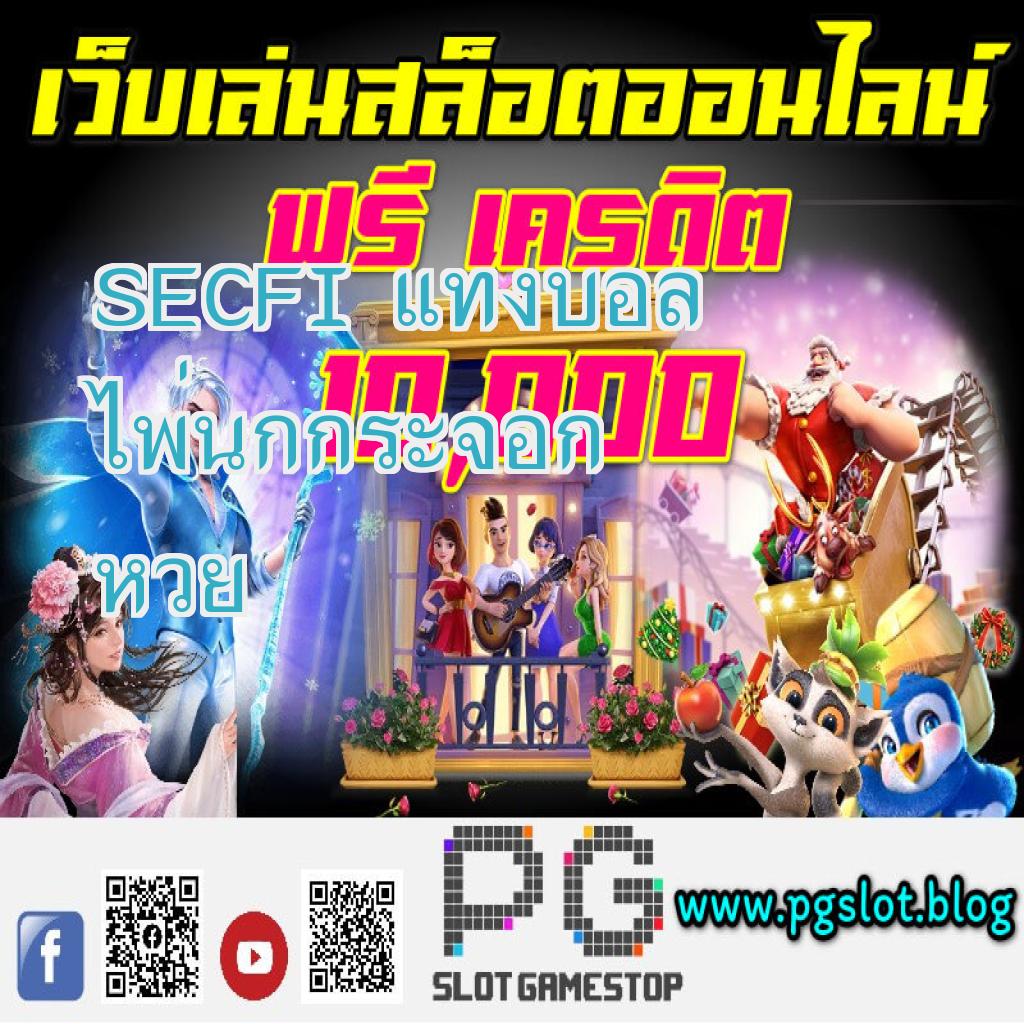 เว็บเล่นสล็อตออนไลน์
ฟรี เครดิต
SECFI แทงบอล
10,000
ไพ่นกกระจอก
หวย
PG
www.pgslot.blog
SLOT GAMESTOP